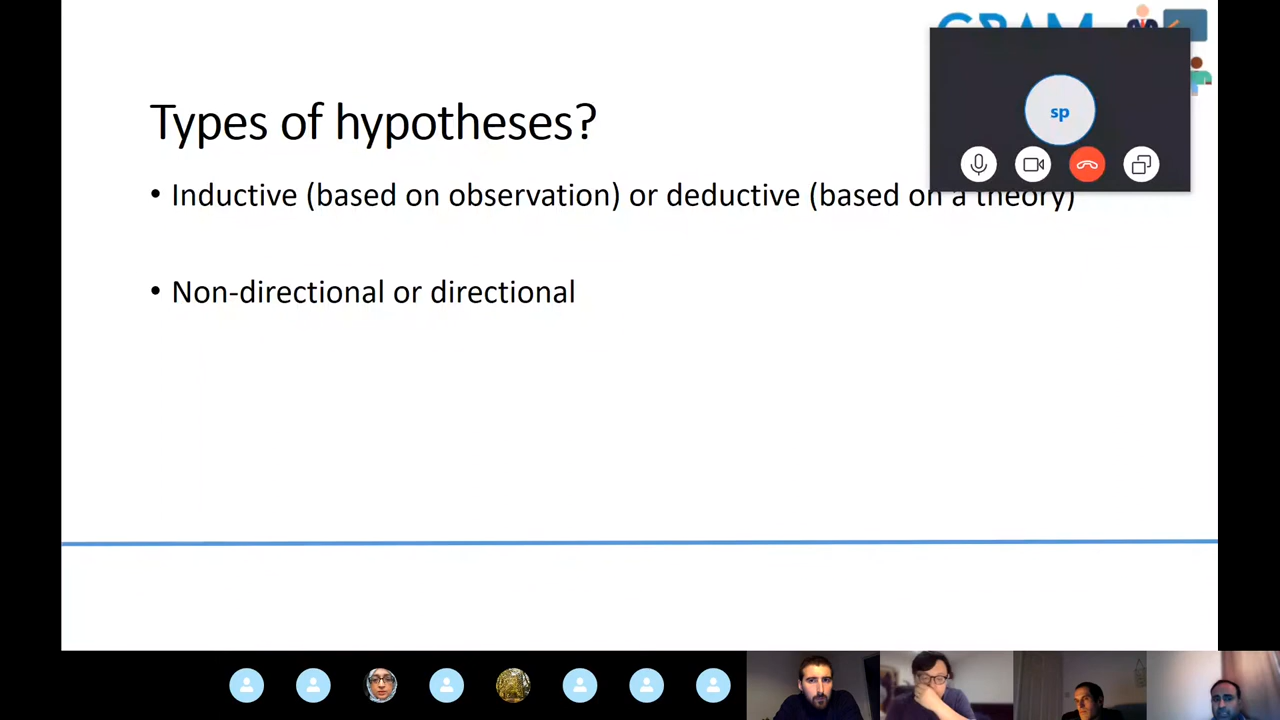 Types of hypotheses?
sp
• Inductive (based on observation) or deductive (based on a theory)
• Non-directional or directional